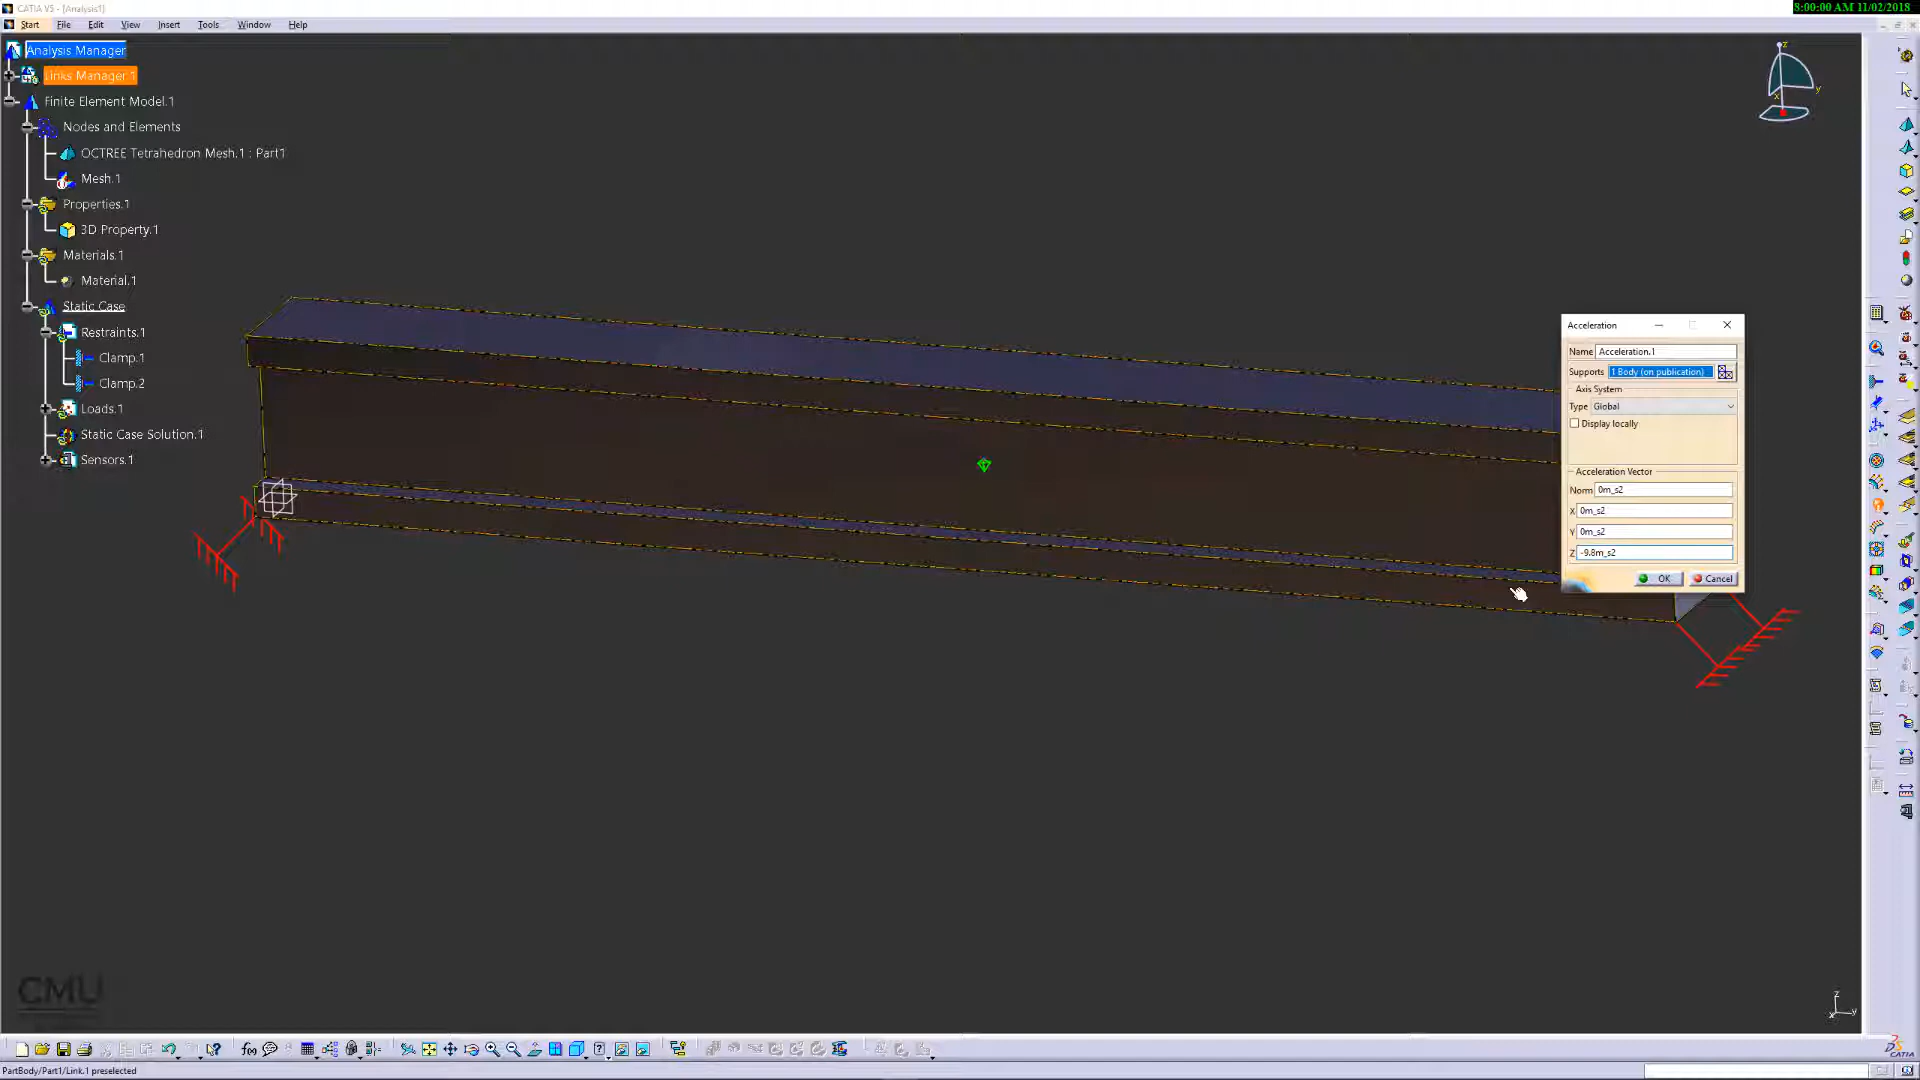 CATIA V5 - [Analysis1]
8:00:00 AM 11/02/2018
Start File Edit View Insert Tools Window Help
Analysis Manager
Links Manager.1
Finite Element Model.1
Nodes and Elements
OCTREE Tetrahedron Mesh.1 : Part1
Mesh.1
Properties.1
3D Property.1
Materials.1
Material.1
Static Case
Restraints.1
Clamp.1
Clamp.2
Loads.1
Static Case Solution.1
Sensors.1
z
y
x
Acceleration
Name Acceleration.1
Supports 1 Body (on publication)
Axis System
Type Global
Display locally
Acceleration Vector
Norm 0m_s2
X 0m_s2
Y 0m_s2
Z -9.8m_s2
OK Cancel
CMU
z
x y
CATIA
PartBody/Part1/Link.1 preselected